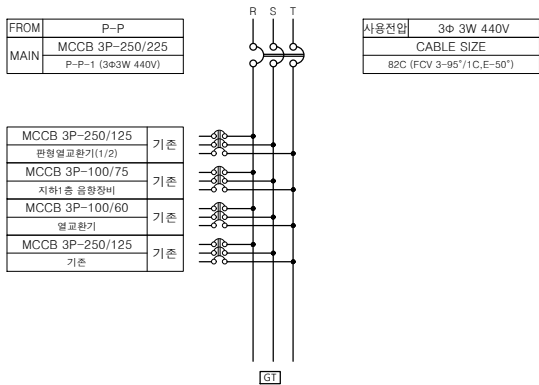 R S T
FROM P-P
MAIN MCCB 3P-250/225
P-P-1 (3Φ3W 440V)
사용전압 3Φ 3W 440V
CABLE SIZE
82C (FCV 3-95°/1C,E-50°)
MCCB 3P-250/125
판형열교환기(1/2)
기존
MCCB 3P-100/75
지하1층 음향장비
기존
MCCB 3P-100/60
열교환기
기존
MCCB 3P-250/125
기존
기존
GT